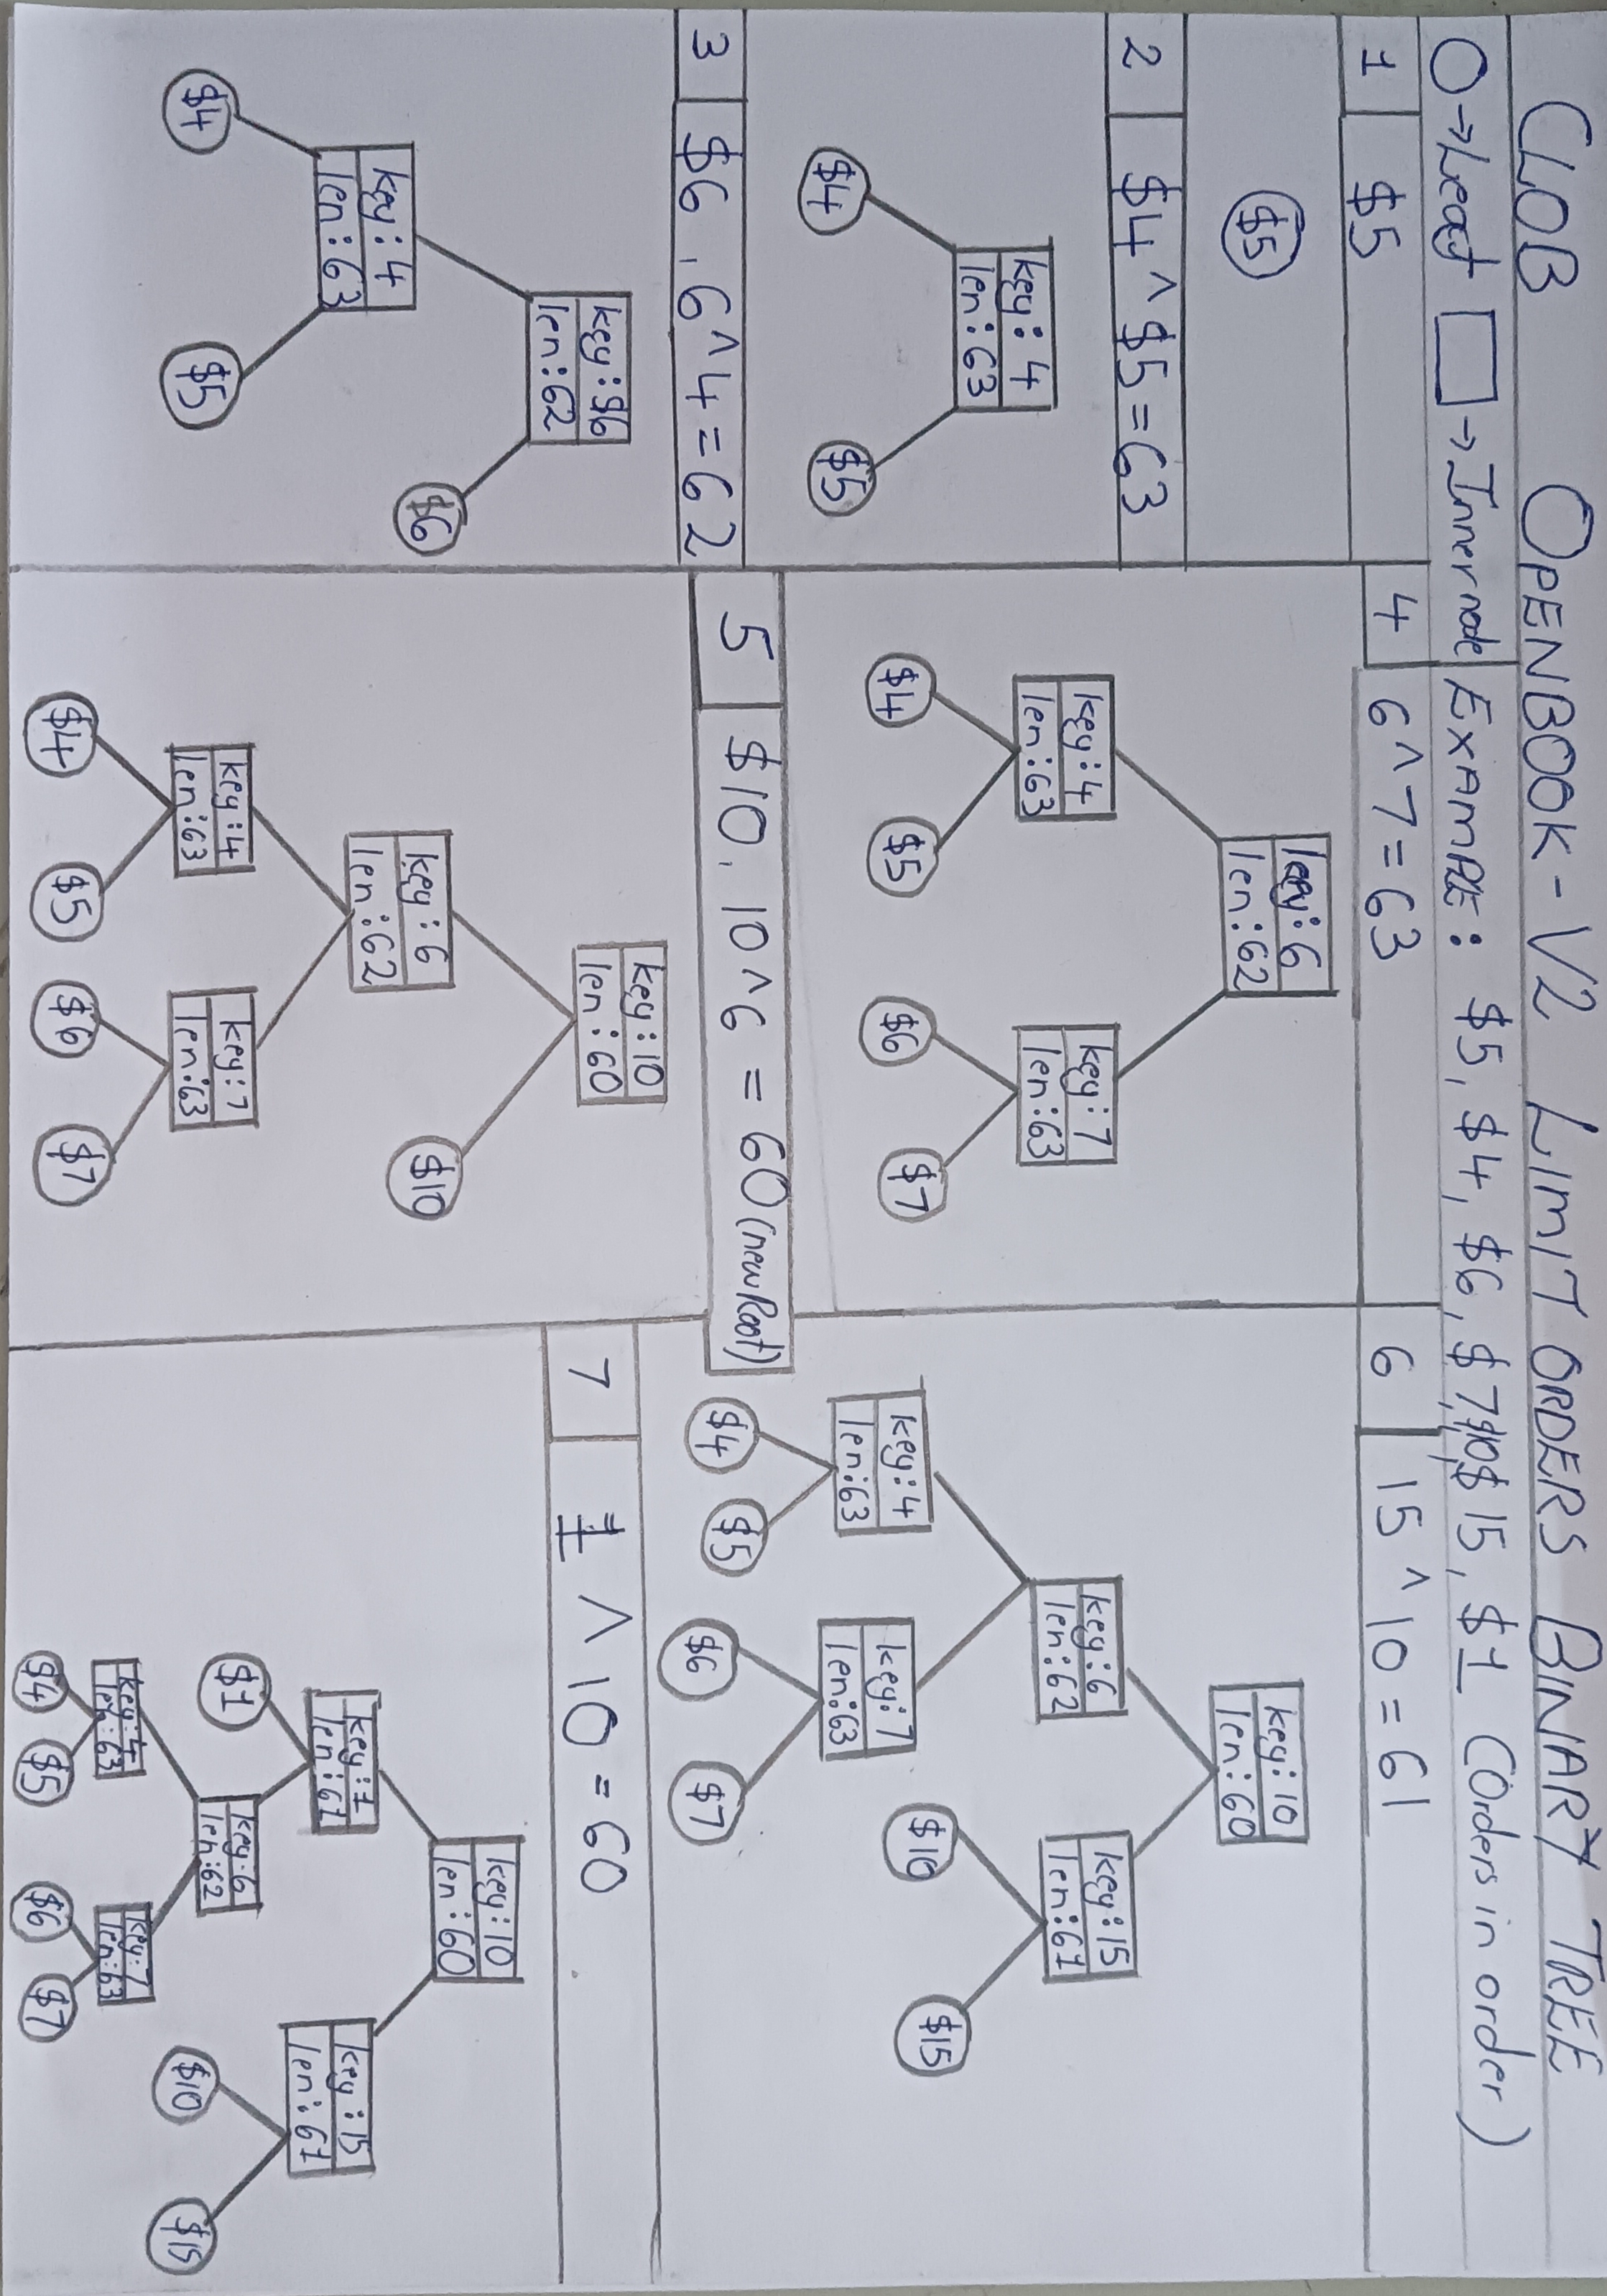 CLOB OPENBOOK-V2 LIMIT ORDERS BINARY TREE
→Leaf → Inner node
EXAMPLE: $5, $4, $6, $7, $10, $15, $1 (Orders in order)
1 $5
$5
2 $4 ^ $5 = 63
key: 4
len: 63
$4 $5
3 $6, 6^4 = 62
key: $6
len: 62
$6
key: 4
len: 63
$4 $5
4 6^7 = 63
key: 6
len: 62
key: 4 key: 7
len: 63 len: 63
$4 $5 $6 $7
5 $10, 10^6 = 60 (new Root)
key: 10
len: 60
key: 6 $10
len: 62
key: 4 key: 7
len: 63 len: 63
$4 $5 $6 $7
6 15 ^ 10 = 61
key: 10
len: 60
key: 6 key: 15
len: 62 len: 61
$10 $15
key: 4 key: 7
len: 63 len: 63
$4 $5 $6 $7
7 1 ^ 10 = 60
key: 10
len: 60
key: 1 key: 15
len: 61 len: 61
$1 key: 6 $10 $15
len: 62
key: 4 key: 7
len: 63 len: 63
$4 $5 $6 $7